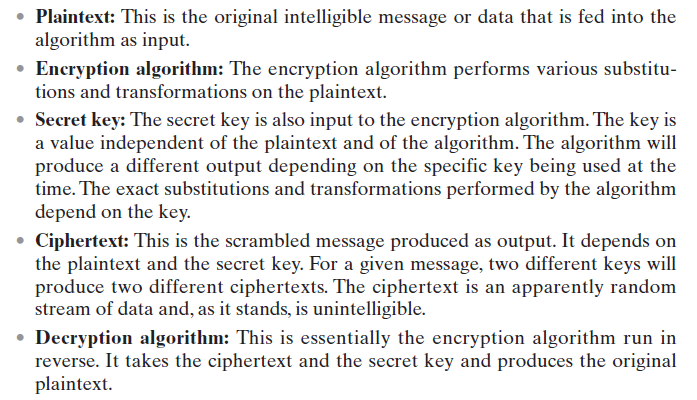 • Plaintext: This is the original intelligible message or data that is fed into the
algorithm as input.
• Encryption algorithm: The encryption algorithm performs various substitu-
tions and transformations on the plaintext.
• Secret key: The secret key is also input to the encryption algorithm. The key is
a value independent of the plaintext and of the algorithm. The algorithm will
produce a different output depending on the specific key being used at the
time. The exact substitutions and transformations performed by the algorithm
depend on the key.
• Ciphertext: This is the scrambled message produced as output. It depends on
the plaintext and the secret key. For a given message, two different keys will
produce two different ciphertexts. The ciphertext is an apparently random
stream of data and, as it stands, is unintelligible.
• Decryption algorithm: This is essentially the encryption algorithm run in
reverse. It takes the ciphertext and the secret key and produces the original
plaintext.